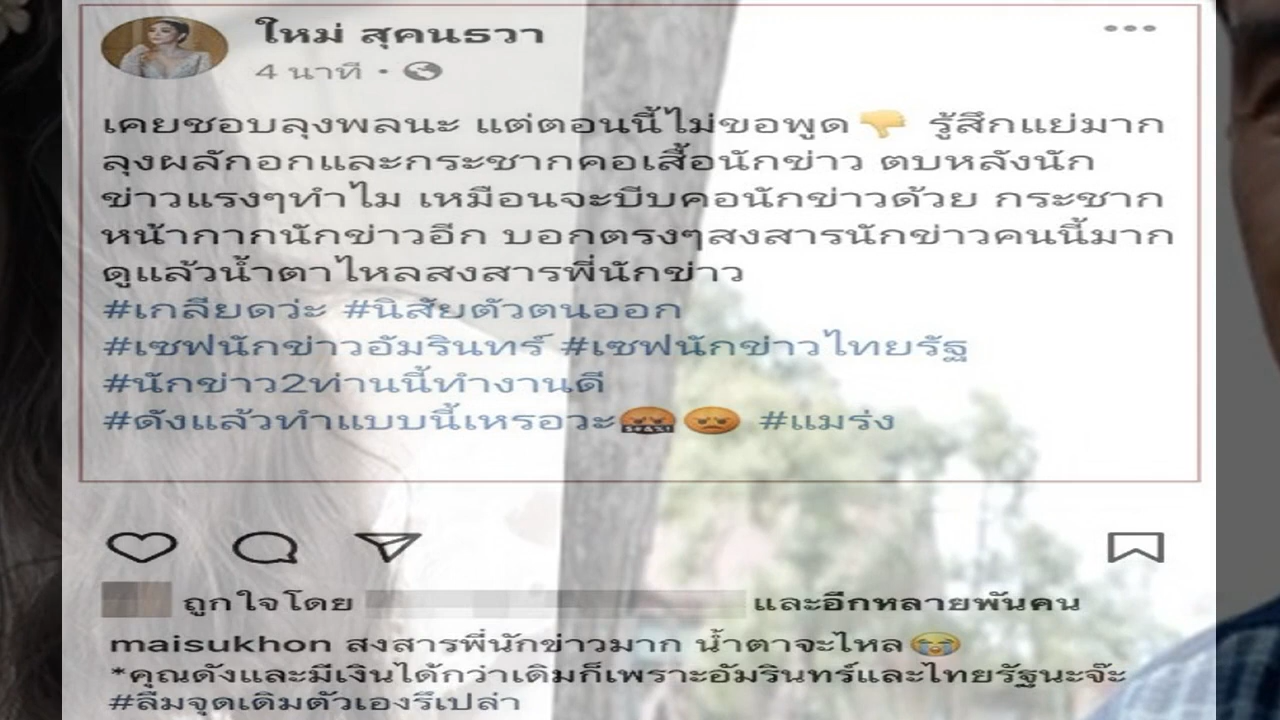 ใหม่ สุคนธวา
4 นาที ·
เคยชอบลุงพลนะ แต่ตอนนี้ไม่ขอพูด👎 รู้สึกแย่มาก
ลุงผลักอกและกระชากคอเสื้อนักข่าว ตบหลังนัก
ข่าวแรงๆทำไม เหมือนจะบีบคอนักข่าวด้วย กระชาก
หน้ากากนักข่าวอีก บอกตรงๆสงสารนักข่าวคนนี้มาก
ดูแล้วน้ำตาไหลสงสารพี่นักข่าว
#เกลียดว่ะ #นิสัยตัวตนออก
#เซฟนักข่าวอัมรินทร์ #เซฟนักข่าวไทยรัฐ
#นักข่าว2ท่านนี้ทำงานดี
#ดังแล้วทำแบบนี้เหรอวะ🤬😡 #แมร่ง
ถูกใจโดย และอีกหลายพันคน
maisukhon สงสารพี่นักข่าวมาก น้ำตาจะไหล😭
*คุณดังและมีเงินได้กว่าเดิมก็เพราะอัมรินทร์และไทยรัฐนะจ๊ะ
#ลืมจุดเดิมตัวเองรึเปล่า